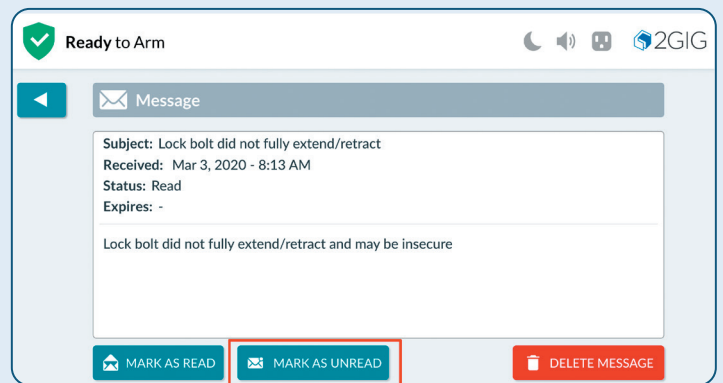 Ready to Arm
2GIG
Message
Subject: Lock bolt did not fully extend/retract
Received: Mar 3, 2020 - 8:13 AM
Status: Read
Expires: -
Lock bolt did not fully extend/retract and may be insecure
MARK AS READ
MARK AS UNREAD
DELETE MESSAGE